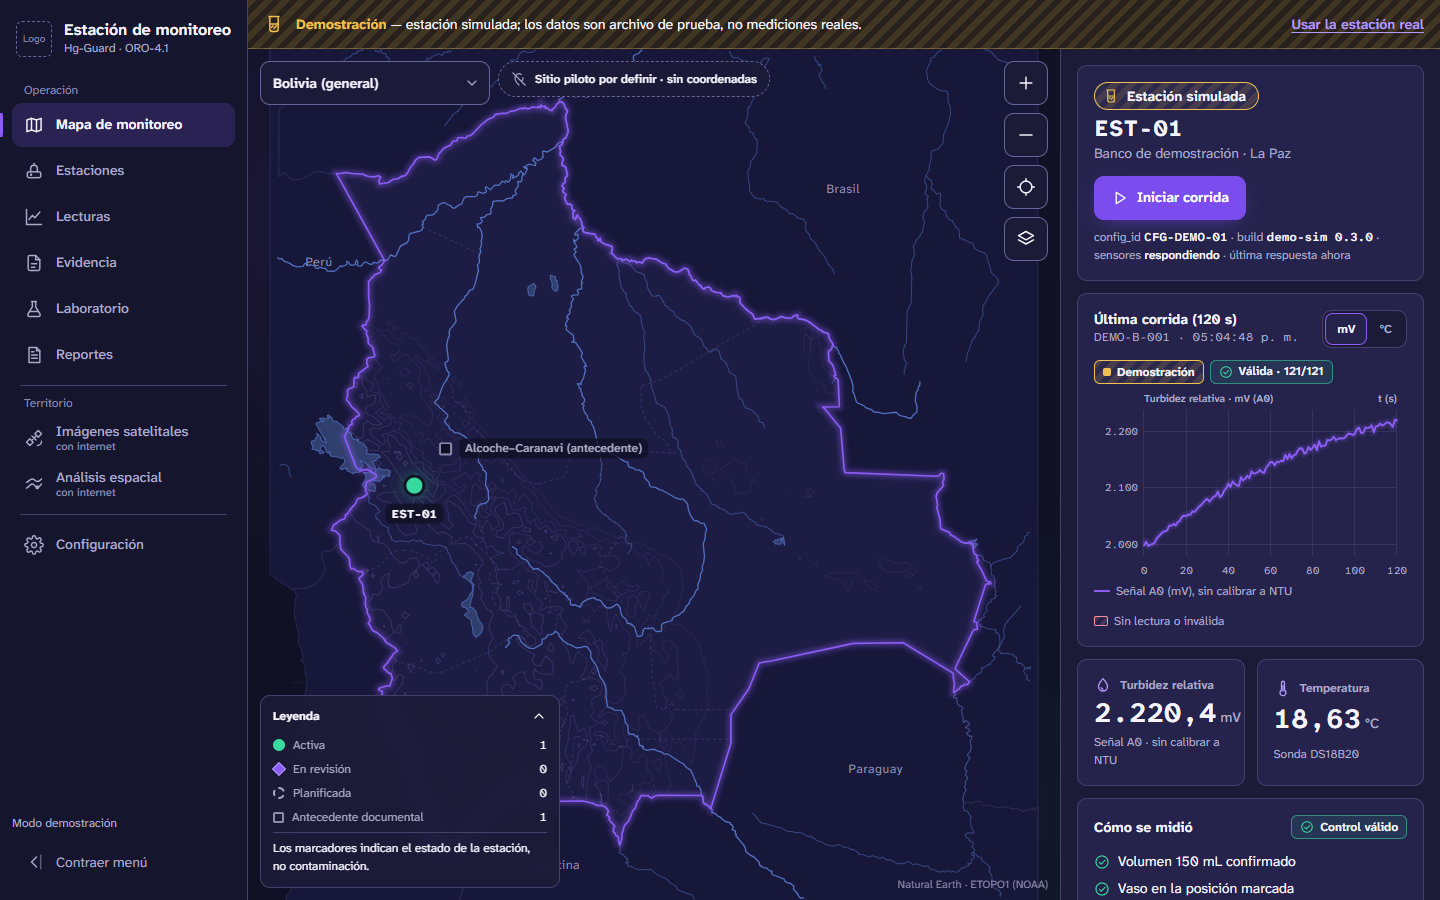 Logo
Estación de monitoreo
Hg-Guard · ORO-4.1
Operación
Mapa de monitoreo
Estaciones
Lecturas
Evidencia
Laboratorio
Reportes
Territorio
Imágenes satelitales
con internet
Análisis espacial
con internet
Configuración
Modo demostración
Contraer menú
Demostración — estación simulada; los datos son archivo de prueba, no mediciones reales.
Usar la estación real
Bolivia (general)
Sitio piloto por definir · sin coordenadas
Brasil
Perú
Alcoche-Caranavi (antecedente)
EST-01
Paraguay
tina
Leyenda
Activa 1
En revisión 0
Planificada 0
Antecedente documental 1
Los marcadores indican el estado de la estación,
no contaminación.
Natural Earth · ETOPO1 (NOAA)
Estación simulada
EST-01
Banco de demostración · La Paz
Iniciar corrida
config_id CFG-DEMO-01 · build demo-sim 0.3.0 ·
sensores respondiendo · última respuesta ahora
Última corrida (120 s)
DEMO-B-001 · 05:04:48 p. m.
mV
°C
Demostración
Válida · 121/121
Turbidez relativa · mV (A0)
t (s)
2.200
2.100
2.000
0 20 40 60 80 100 120
Señal A0 (mV), sin calibrar a NTU
Sin lectura o inválida
Turbidez relativa
2.220,4 mV
Señal A0 · sin calibrar a
NTU
Temperatura
18,63 °C
Sonda DS18B20
Cómo se midió
Control válido
Volumen 150 mL confirmado
Vaso en la posición marcada